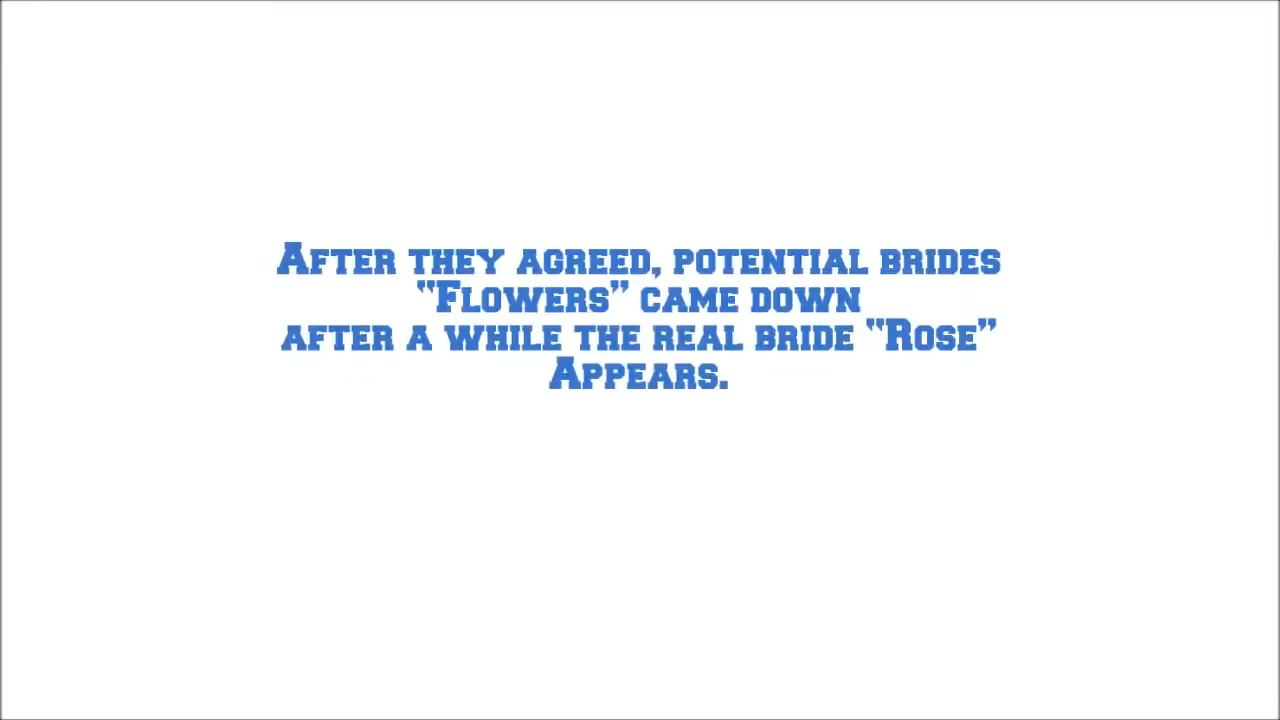 After they agreed, potential brides
“Flowers” came down
after a while the real bride “Rose”
Appears.